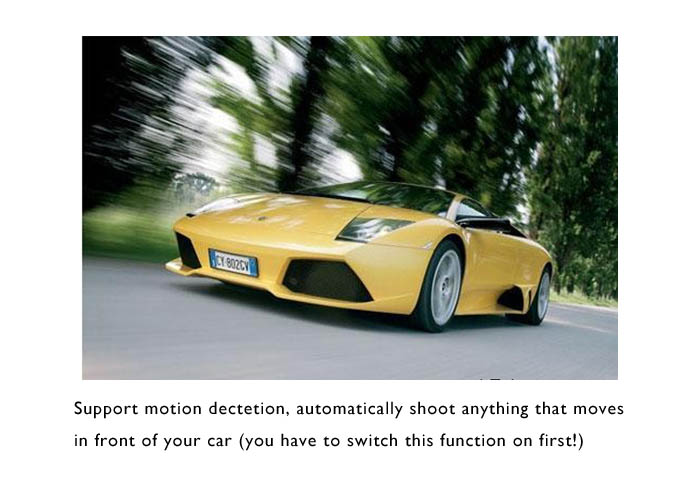 CY 802CV
Support motion dectetion, automatically shoot anything that moves
in front of your car (you have to switch this function on first!)